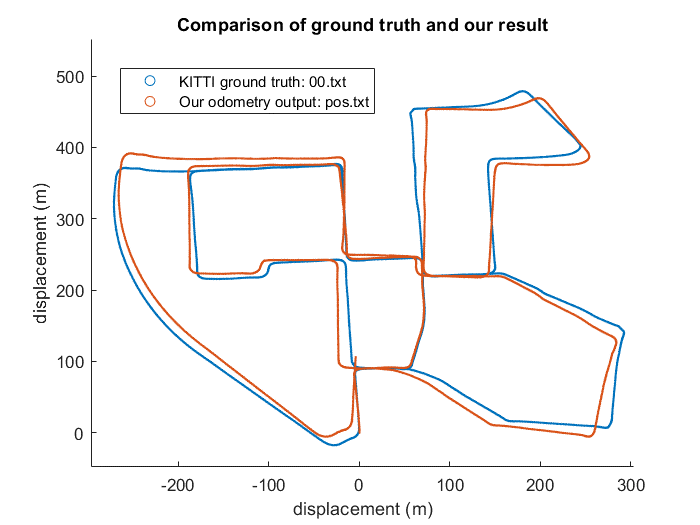 Comparison of ground truth and our result
KITTI ground truth: 00.txt
Our odometry output: pos.txt
500
400
300
200
100
0
displacement (m)
-200
-100
0
100
200
300
displacement (m)